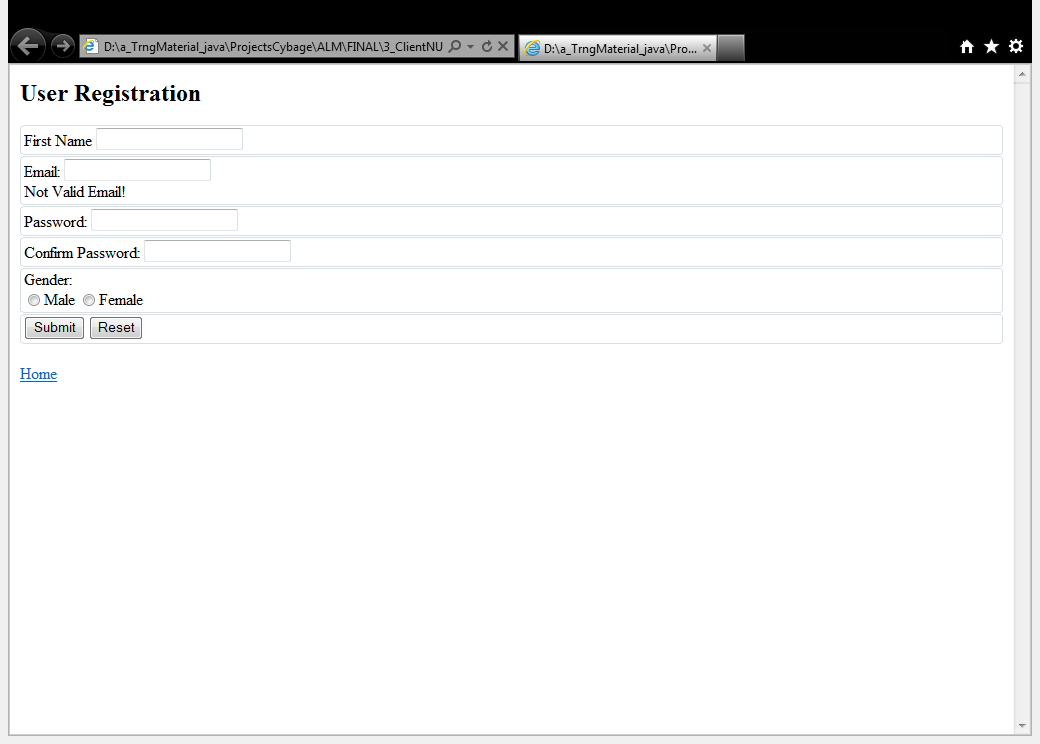 D:\a_TrngMaterial_java\ProjectsCybage\ALM\FINAL\3_ClientNU
D:\a_TrngMaterial_java\Pro...
User Registration
First Name
Email:
Not Valid Email!
Password:
Confirm Password:
Gender:
Male Female
Submit Reset
Home